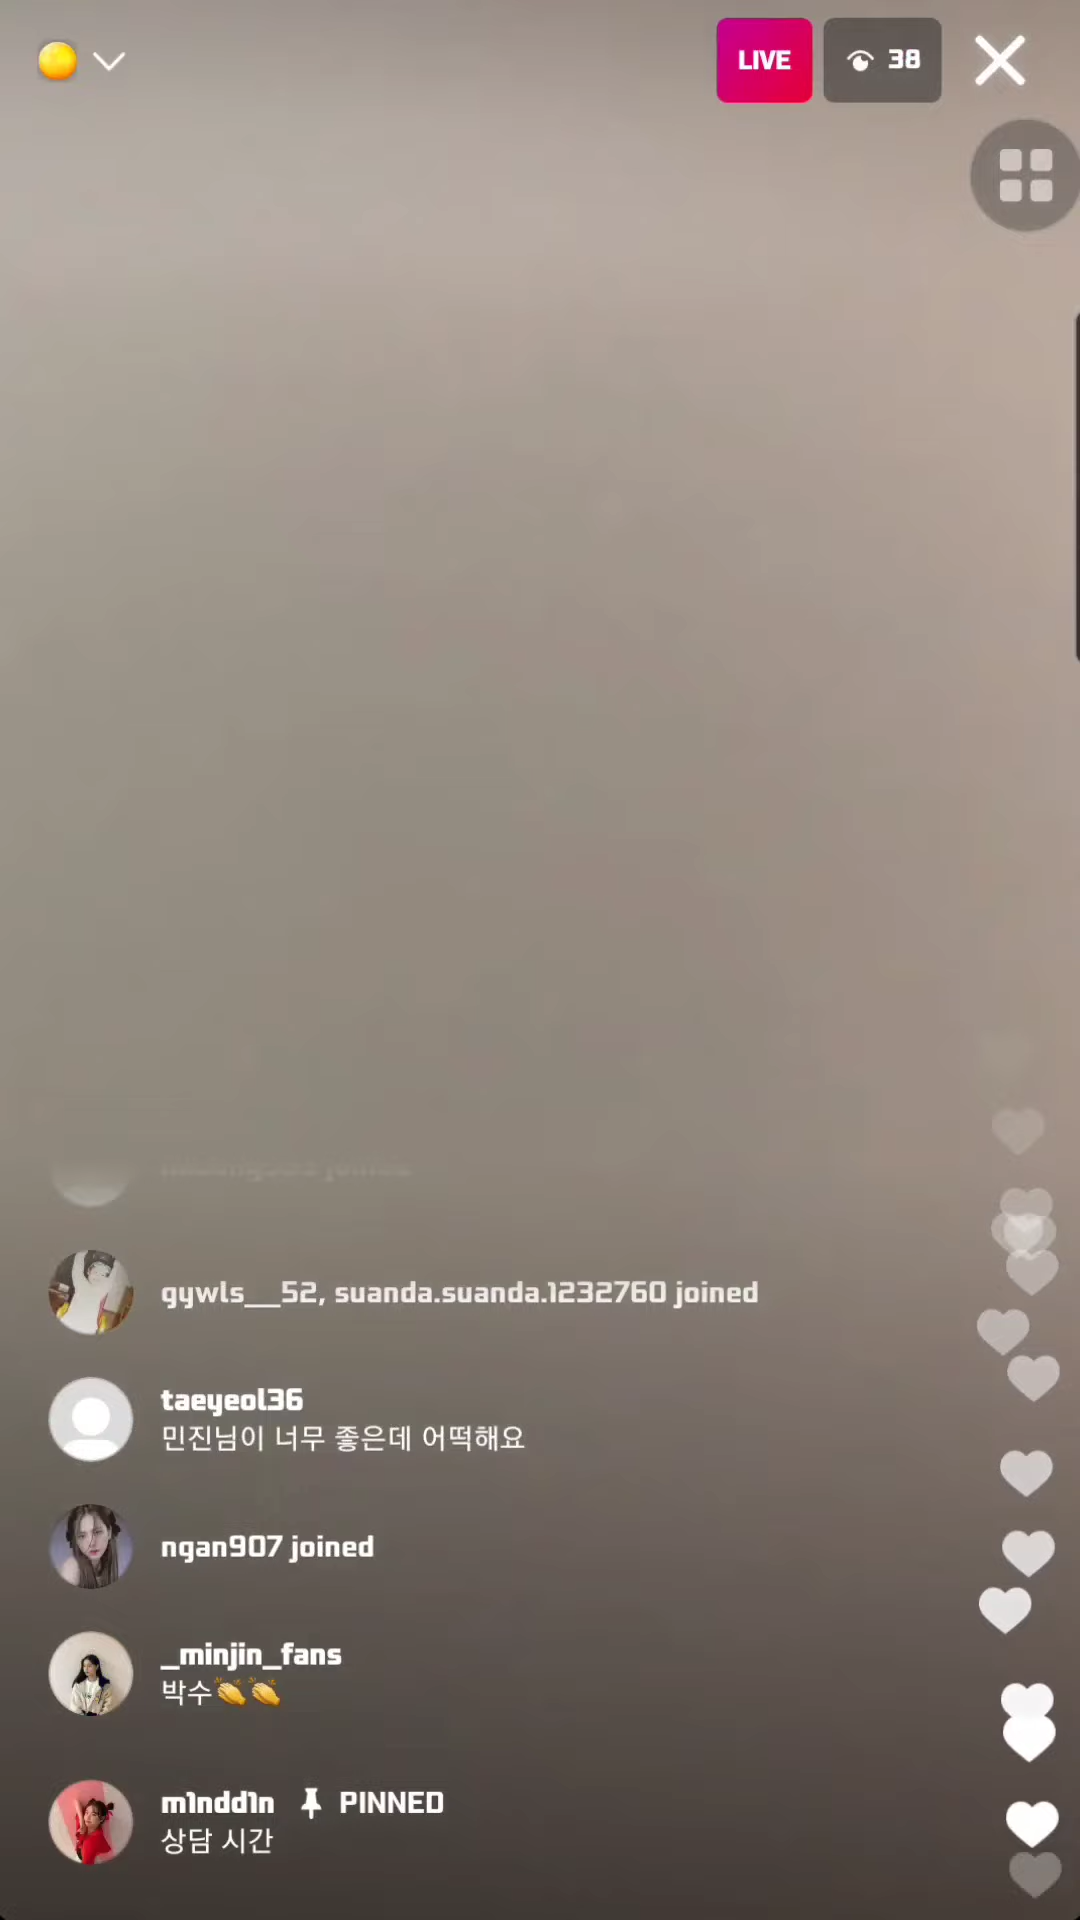 LIVE
38
gywls__52, suanda.suanda.1232760 joined
taeyeol36
민진님이 너무 좋은데 어떡해요
ngan907 joined
_minjin_fans
박수👏👏
m1ndd1n PINNED
상담 시간